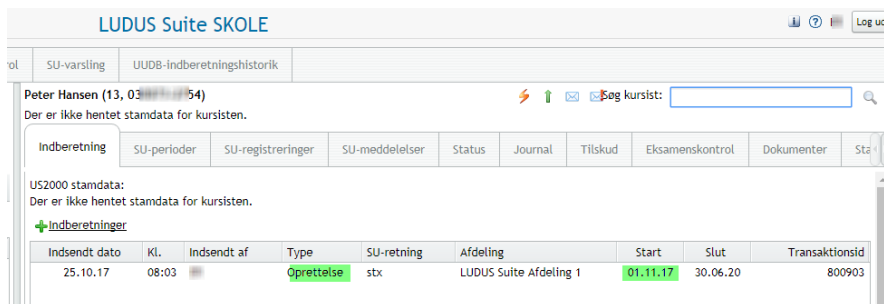 LUDUS Suite SKOLE
Log ud
SU-varsling UUDB-indberetningshistorik
Peter Hansen (13, 03 54) Søg kursist:
Der er ikke hentet stamdata for kursisten.
Indberetning SU-perioder SU-registreringer SU-meddelelser Status Journal Tilskud Eksamenskontrol Dokumenter
US2000 stamdata:
Der er ikke hentet stamdata for kursisten.
Indberetninger
Indsendt dato Kl. Indsendt af Type SU-retning Afdeling Start Slut Transaktionsid
25.10.17 08:03 Oprettelse stx LUDUS Suite Afdeling 1 01.11.17 30.06.20 800903